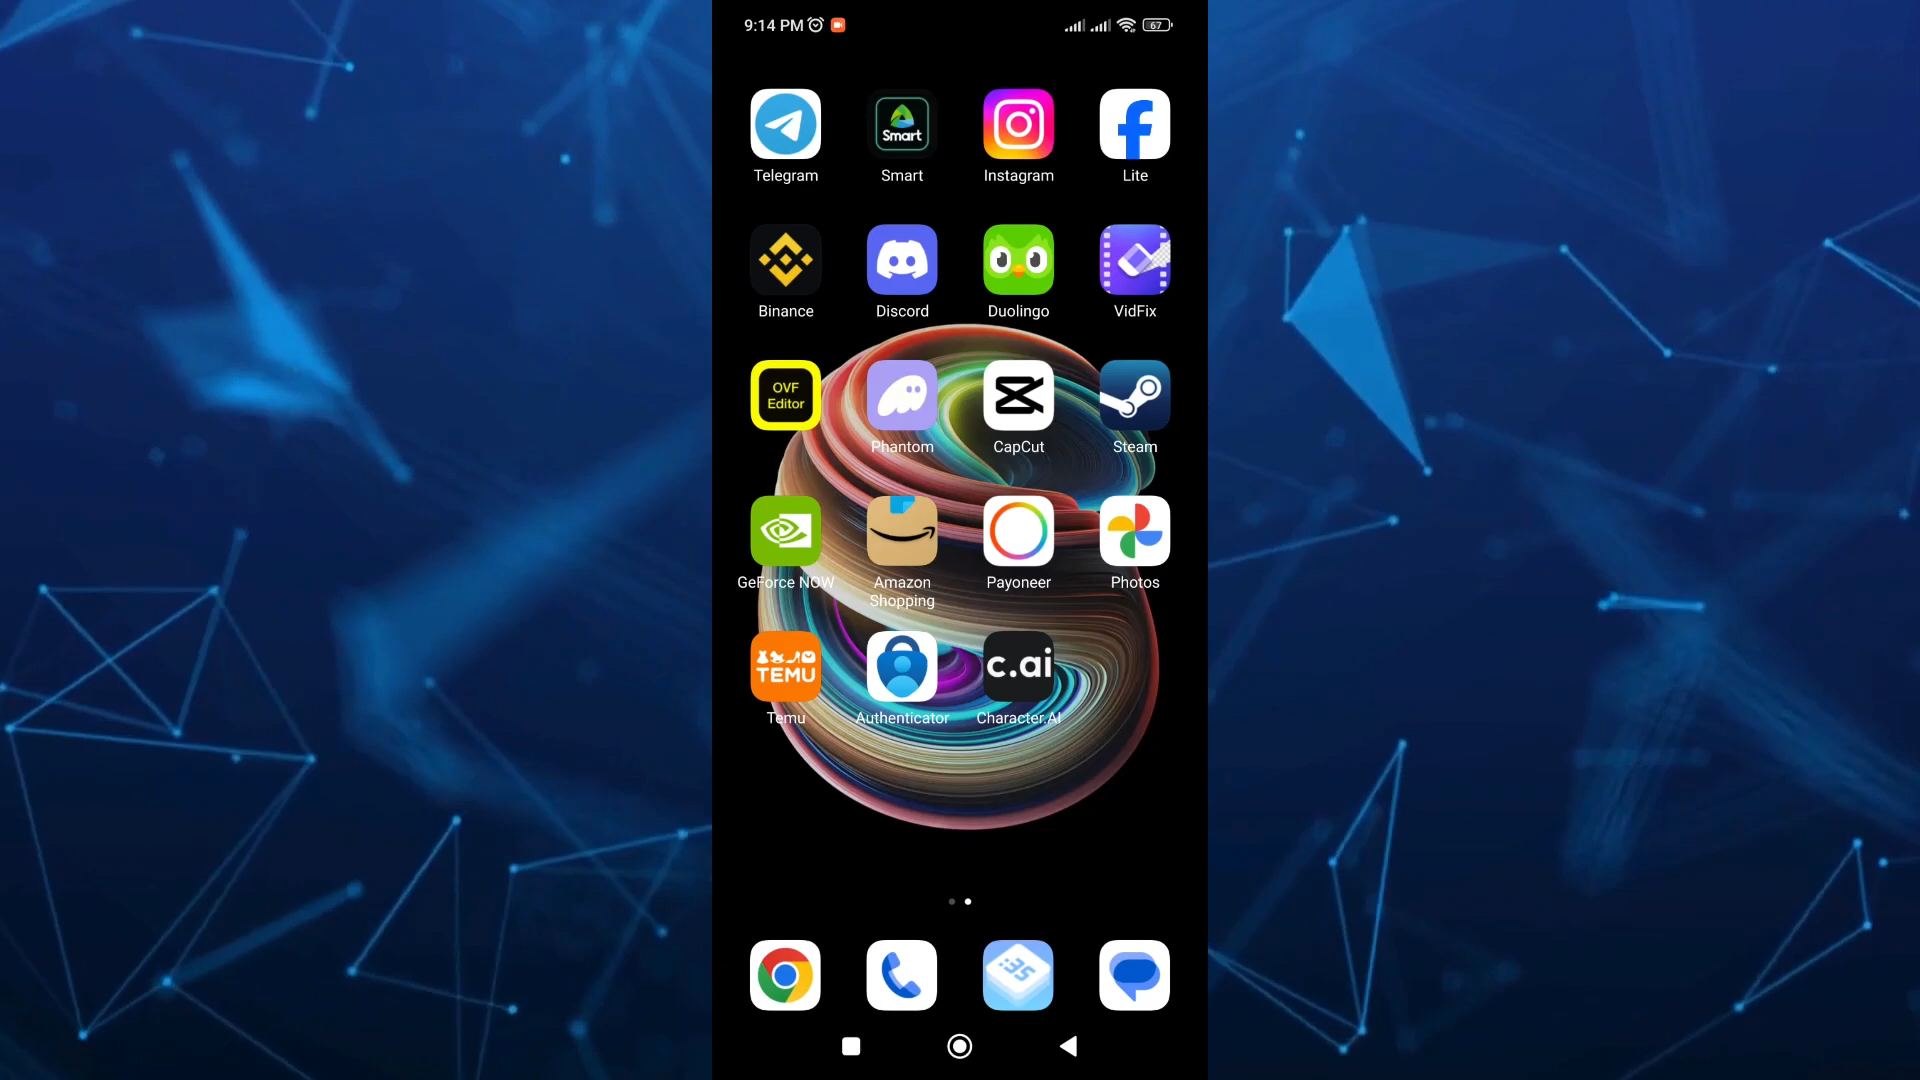 9:14 PM
67
Smart
Telegram
Smart
Instagram
Lite
Binance
Discord
Duolingo
VidFix
OVF
Editor
Phantom
CapCut
Steam
GeForce NOW
Amazon
Shopping
Payoneer
Photos
TEMU
c.ai
Temu
Authenticator
Character.AI
:35